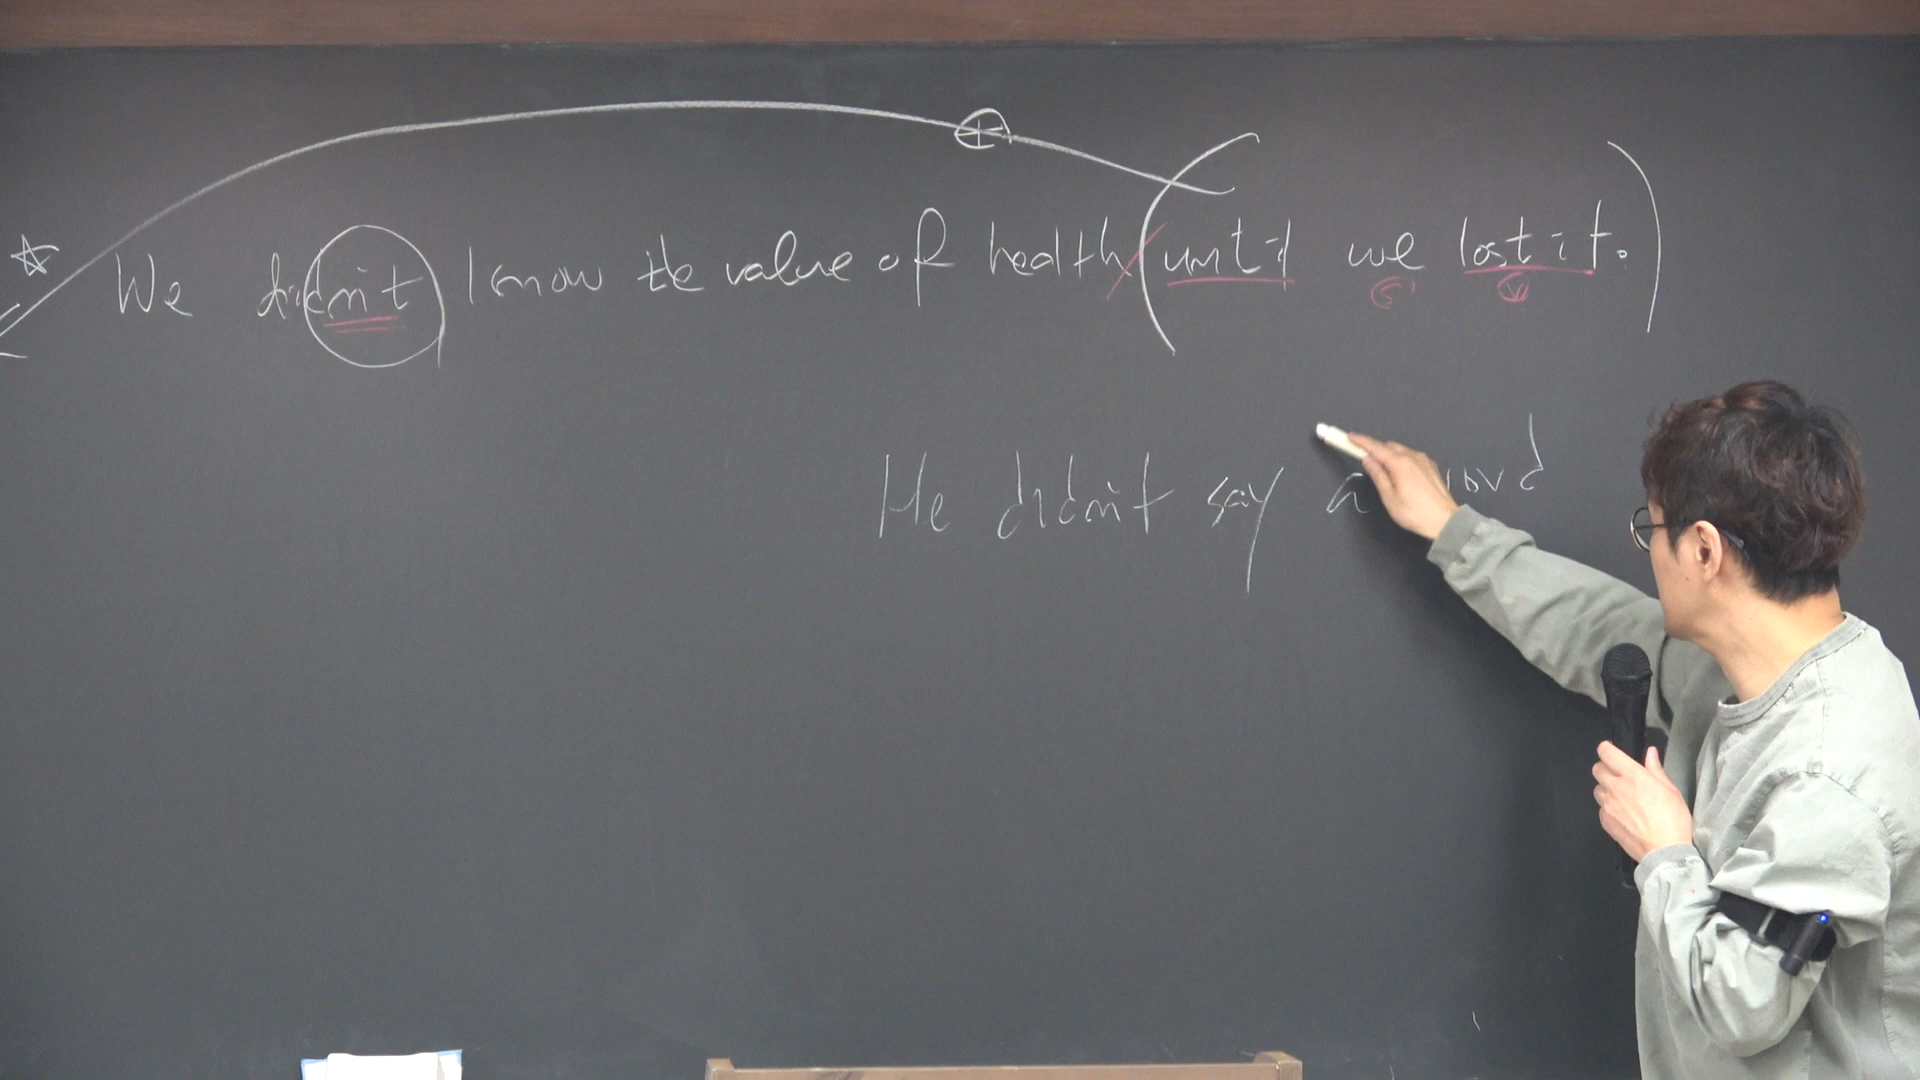 We didn't know the value of health (until we lost it.)
S' V
He didn't say a word